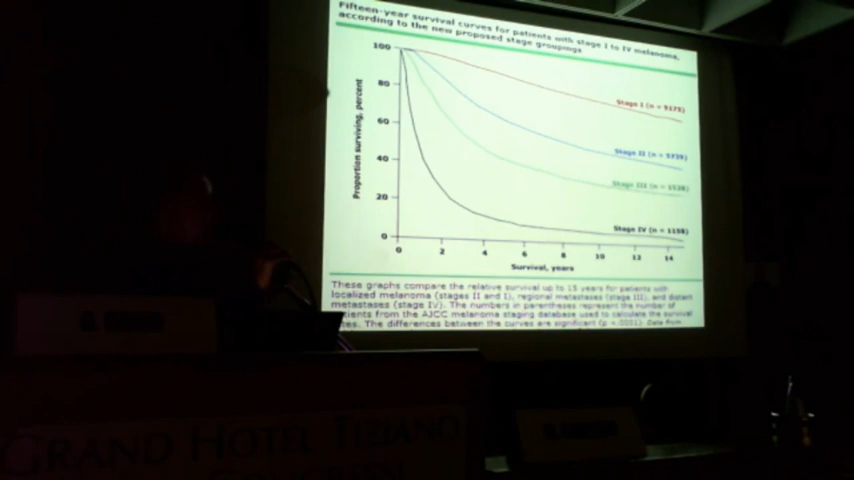 Fifteen-year survival curves for patients with stage I to IV melanoma,
according to the new proposed stage groupings
100
80
60
40
20
0
Proportion surviving, percent
Stage I (n = 9175)
Stage II (n = 5739)
Stage III (n = 1528)
Stage IV (n = 1158)
0 2 4 6 8 10 12 14
Survival, years
These graphs compare the relative survival up to 15 years for patients with
localized melanoma (stages II and I), regional metastases (stage III), and distant
metastases (stage IV). The numbers in parentheses represent the number of
patients from the AJCC melanoma staging database used to calculate the survival
The differences between the curves are significant (p < .0001). Data from
GRAND HOTEL TIZIANO
CONGRESSI